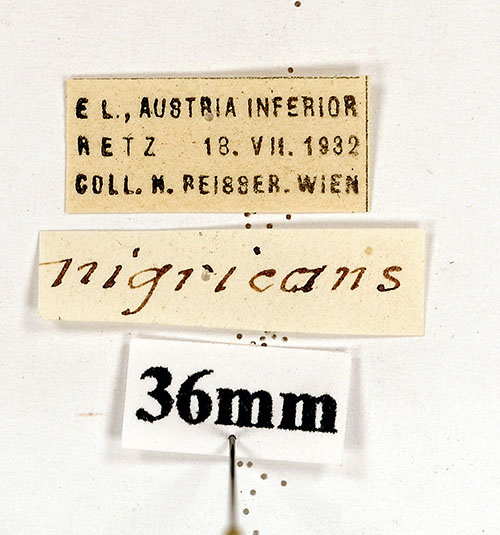 E L., AUSTRIA INFERIOR
RETZ 18. VII. 1932
COLL. H. REISSER. WIEN
nigricans
36mm